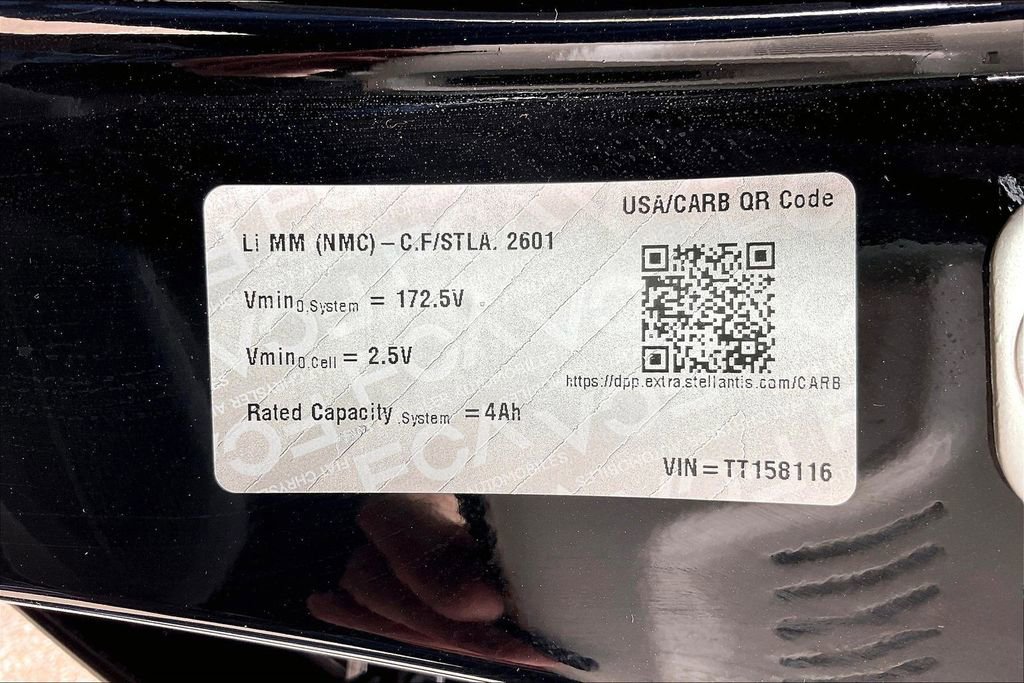 USA/CARB QR Code
Li MM (NMC) – C.F/STLA. 2601
Vmin0,System = 172.5V
Vmin0,Cell = 2.5V
https://dpp.extra.stellantis.com/CARB
Rated Capacity,System = 4Ah
VIN=TT158116